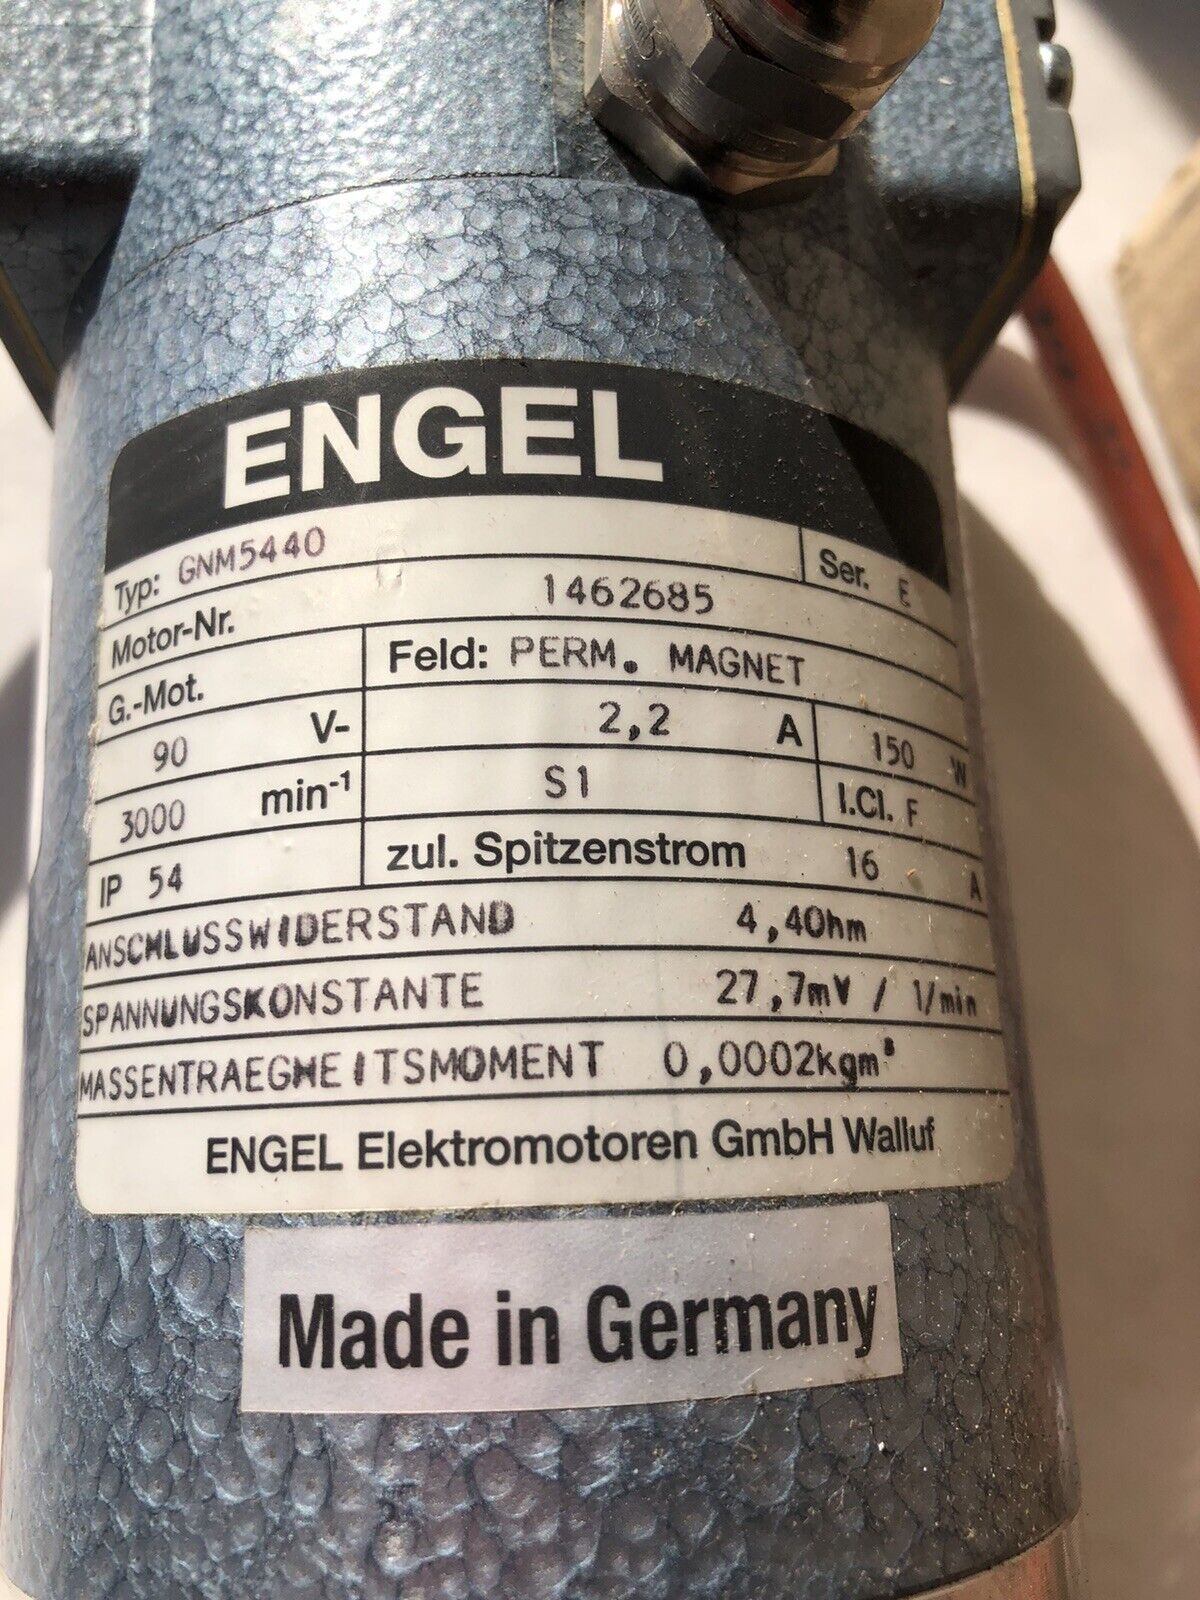 ENGEL
Typ: GNM5440 Ser. E
Motor-Nr. 1462685
G.-Mot. Feld: PERM. MAGNET
90 V- 2,2 A 150 W
3000 min-1 S1 I.Cl. F
IP 54 zul. Spitzenstrom 16 A
ANSCHLUSSWIDERSTAND 4,4Ohm
SPANNUNGSKONSTANTE 27,7mV / 1/min
MASSENTRAEGHEITSMOMENT 0,0002kgm²
ENGEL Elektromotoren GmbH Walluf
Made in Germany